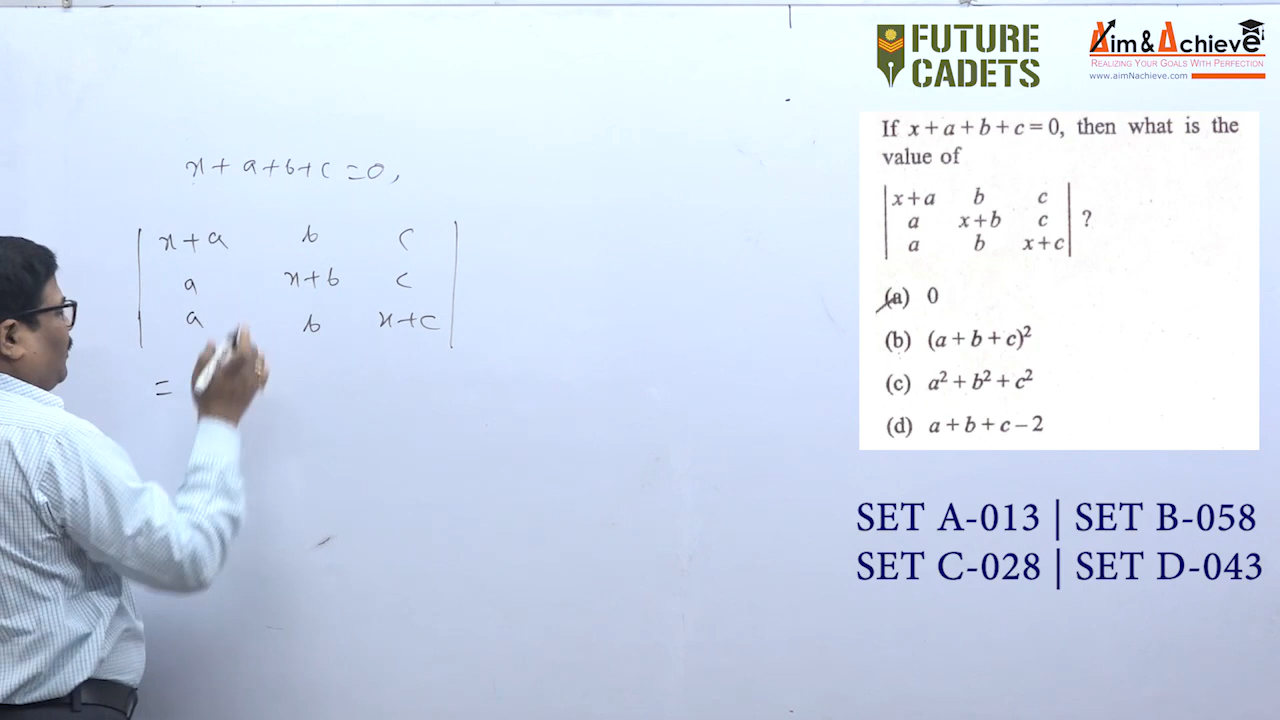 FUTURE
CADETS
Aim & Achieve
REALIZING YOUR GOALS WITH PERFECTION
www.aimNachieve.com
x + a + b + c = 0,
x + a b c
a x + b c
a b x + c
=
If x + a + b + c = 0, then what is the
value of
x + a b c
a x + b c ?
a b x + c
(a) 0
(b) (a + b + c)²
(c) a² + b² + c²
(d) a + b + c – 2
SET A-013 | SET B-058
SET C-028 | SET D-043